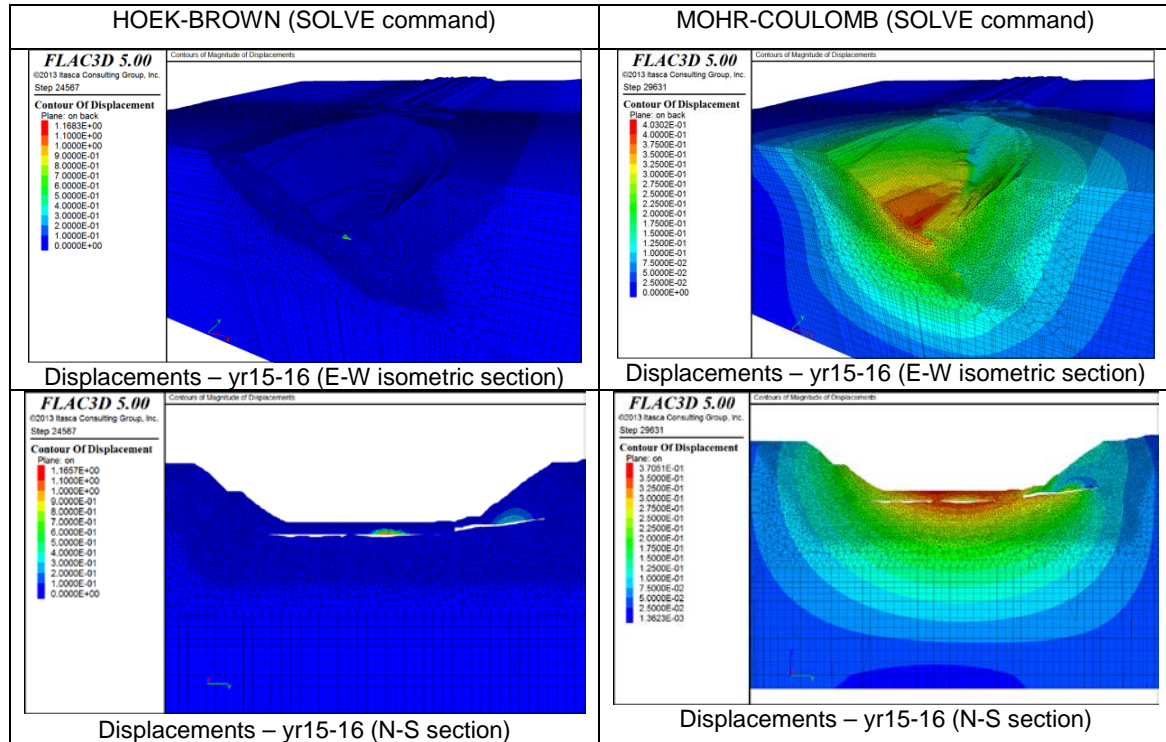 HOEK-BROWN (SOLVE command)
MOHR-COULOMB (SOLVE command)
FLAC3D 5.00
©2013 Itasca Consulting Group, Inc.
Step 24567
Contour Of Displacement
Plane: on back
1.1683E+00
1.1000E+00
1.0000E+00
9.0000E-01
8.0000E-01
7.0000E-01
6.0000E-01
5.0000E-01
4.0000E-01
3.0000E-01
2.0000E-01
1.0000E-01
0.0000E+00
Contours of Magnitude of Displacements
Displacements – yr15-16 (E-W isometric section)
FLAC3D 5.00
©2013 Itasca Consulting Group, Inc.
Step 29631
Contour Of Displacement
Plane: on back
4.0302E-01
4.0000E-01
3.7500E-01
3.5000E-01
3.2500E-01
3.0000E-01
2.7500E-01
2.5000E-01
2.2500E-01
2.0000E-01
1.7500E-01
1.5000E-01
1.2500E-01
1.0000E-01
7.5000E-02
5.0000E-02
2.5000E-02
0.0000E+00
Contours of Magnitude of Displacements
Displacements – yr15-16 (E-W isometric section)
FLAC3D 5.00
©2013 Itasca Consulting Group, Inc.
Step 24567
Contour Of Displacement
Plane: on
1.1657E+00
1.1000E+00
1.0000E+00
9.0000E-01
8.0000E-01
7.0000E-01
6.0000E-01
5.0000E-01
4.0000E-01
3.0000E-01
2.0000E-01
1.0000E-01
0.0000E+00
Contours of Magnitude of Displacements
Displacements – yr15-16 (N-S section)
FLAC3D 5.00
©2013 Itasca Consulting Group, Inc.
Step 29631
Contour Of Displacement
Plane: on
3.7051E-01
3.5000E-01
3.2500E-01
3.0000E-01
2.7500E-01
2.5000E-01
2.2500E-01
2.0000E-01
1.7500E-01
1.5000E-01
1.2500E-01
1.0000E-01
7.5000E-02
5.0000E-02
2.5000E-02
1.3623E-03
Contours of Magnitude of Displacements
Displacements – yr15-16 (N-S section)